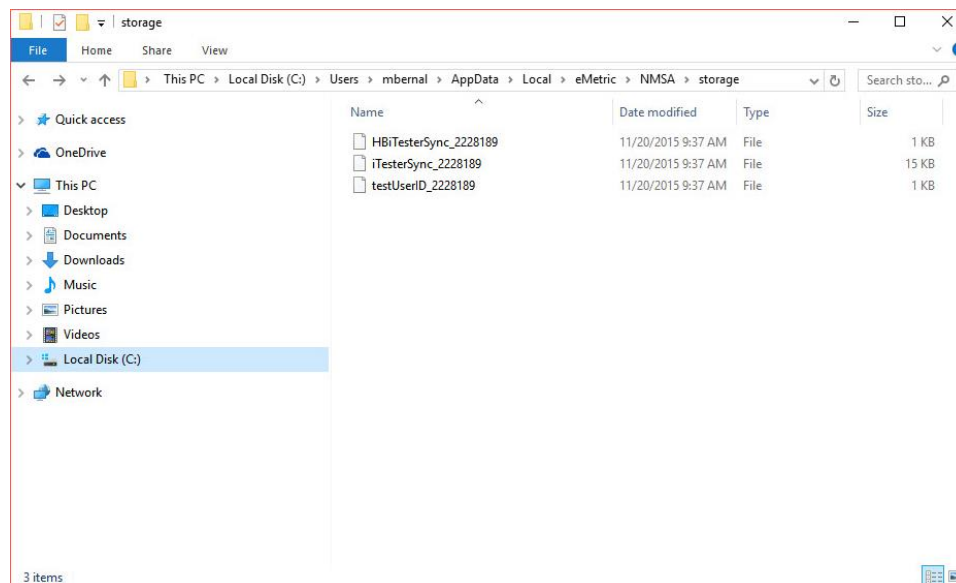 storage
File Home Share View
This PC > Local Disk (C:) > Users > mbernal > AppData > Local > eMetric > NMSA > storage
Search sto...
Quick access
OneDrive
This PC
Desktop
Documents
Downloads
Music
Pictures
Videos
Local Disk (C:)
Network
Name Date modified Type Size
HBiTesterSync_2228189 11/20/2015 9:37 AM File 1 KB
iTesterSync_2228189 11/20/2015 9:37 AM File 15 KB
testUserID_2228189 11/20/2015 9:37 AM File 1 KB
3 items